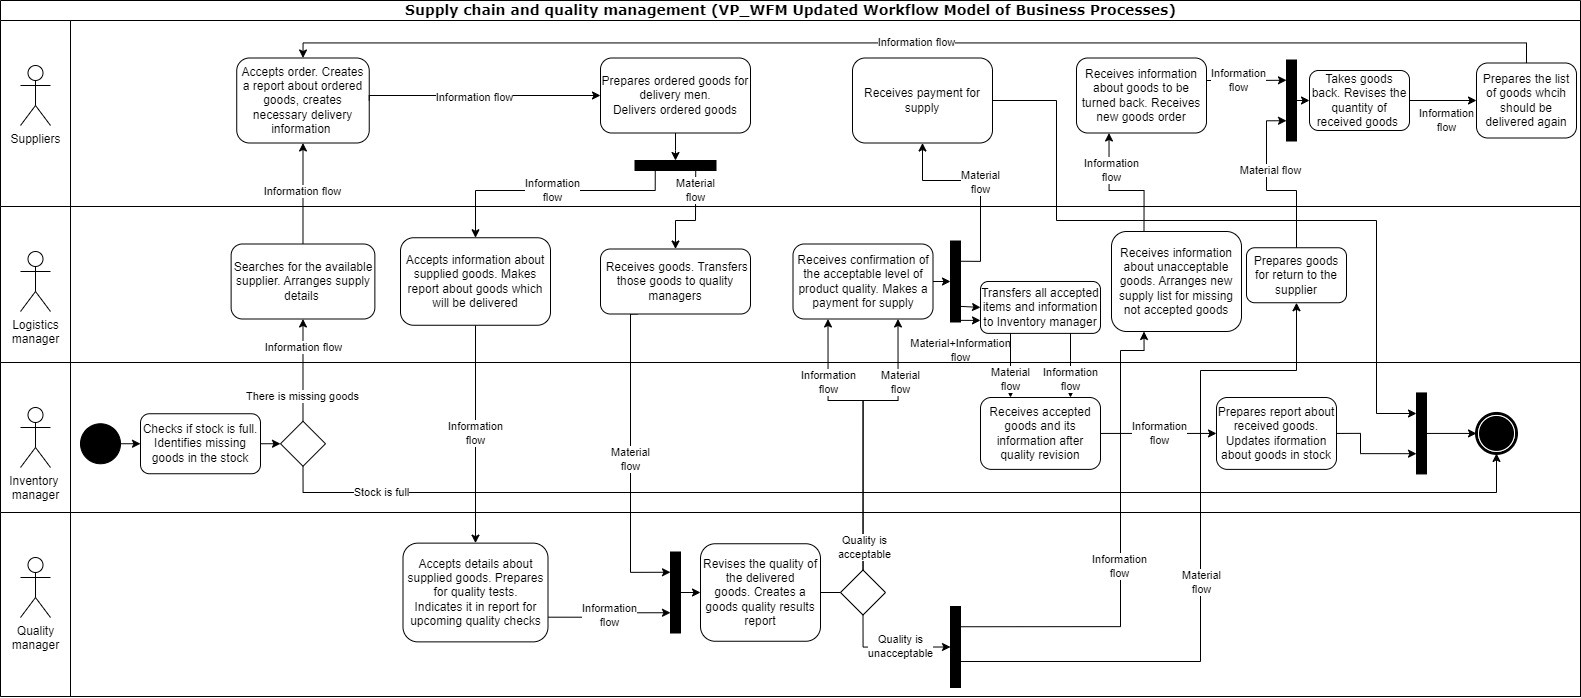 Supply chain and quality management (VP_WFM Updated Workflow Model of Business Processes)
Suppliers
Information flow
Accepts order. Creates
a report about ordered
goods, creates
necessary delivery
information
Information flow
Prepares ordered goods for
delivery men.
Delivers ordered goods
Receives payment for
supply
Receives information
about goods to be
turned back. Receives
new goods order
Information
flow
Takes goods
back. Revises the
quantity of
received goods
Information
flow
Prepares the list
of goods whcih
should be
delivered again
Information flow
Information
flow
Material
flow
Material
flow
Information
flow
Material flow
Logistics
manager
Searches for the available
supplier. Arranges supply
details
Accepts information about
supplied goods. Makes
report about goods which
will be delivered
Receives goods. Transfers
those goods to quality
managers
Receives confirmation of
the acceptable level of
product quality. Makes a
payment for supply
Transfers all accepted
items and information
to Inventory manager
Receives information
about unacceptable
goods. Arranges new
supply list for missing
not accepted goods
Prepares goods
for return to the
supplier
Information flow
Material+Information
flow
Inventory
manager
Information
flow
Material
flow
Material
flow
Information
flow
There is missing goods
Checks if stock is full.
Identifies missing
goods in the stock
Information
flow
Material
flow
Receives accepted
goods and its
information after
quality revision
Information
flow
Prepares report about
received goods.
Updates iformation
about goods in stock
Stock is full
Quality
manager
Accepts details about
supplied goods. Prepares
for quality tests.
Indicates it in report for
upcoming quality checks
Information
flow
Revises the quality of
the delivered
goods. Creates a
goods quality results
report
Quality is
acceptable
Quality is
unacceptable
Information
flow
Material
flow